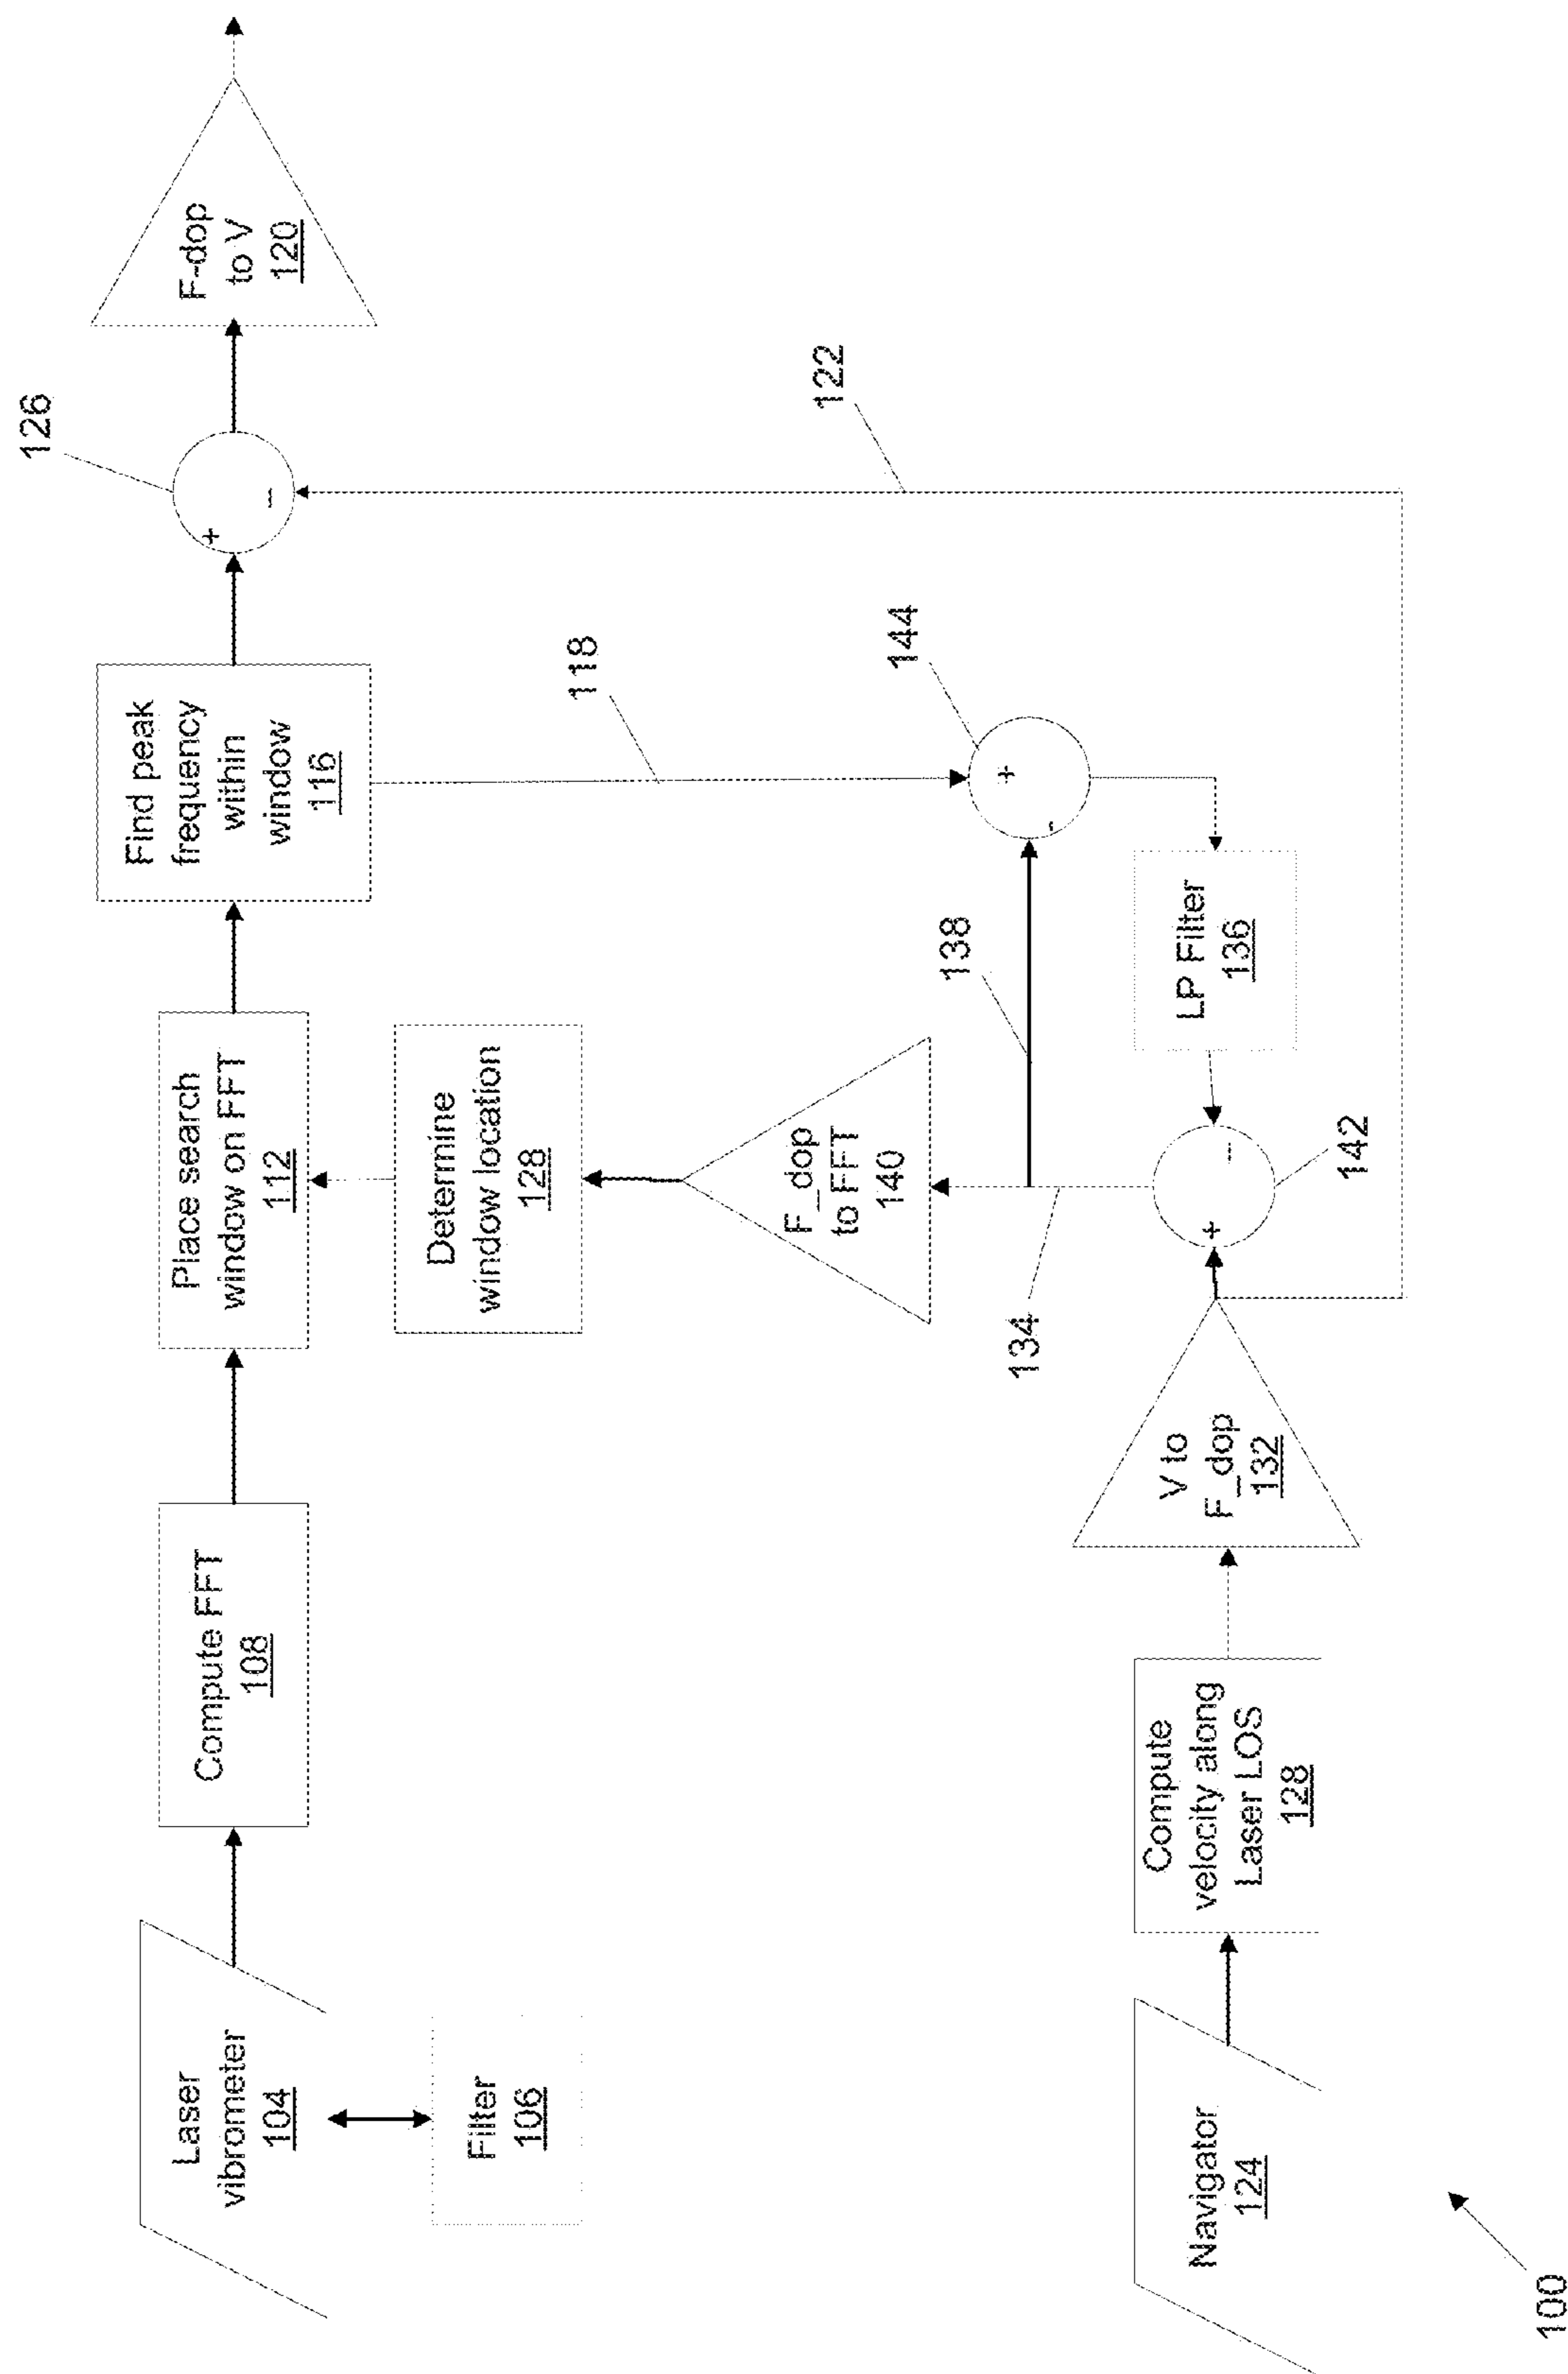 Laser
vibrometer
104
Filter
106
Compute FFT
108
Place search
window on FFT
112
Find peak
frequency
within
window
116
+
−
126
F-dop
to V
120
Determine
window location
128
F_dop
to FFT
140
118
122
138
144
+
-
LP Filter
136
134
142
+
−
Navigator
124
Compute
velocity along
Laser LOS
128
V to
F_dop
132
100